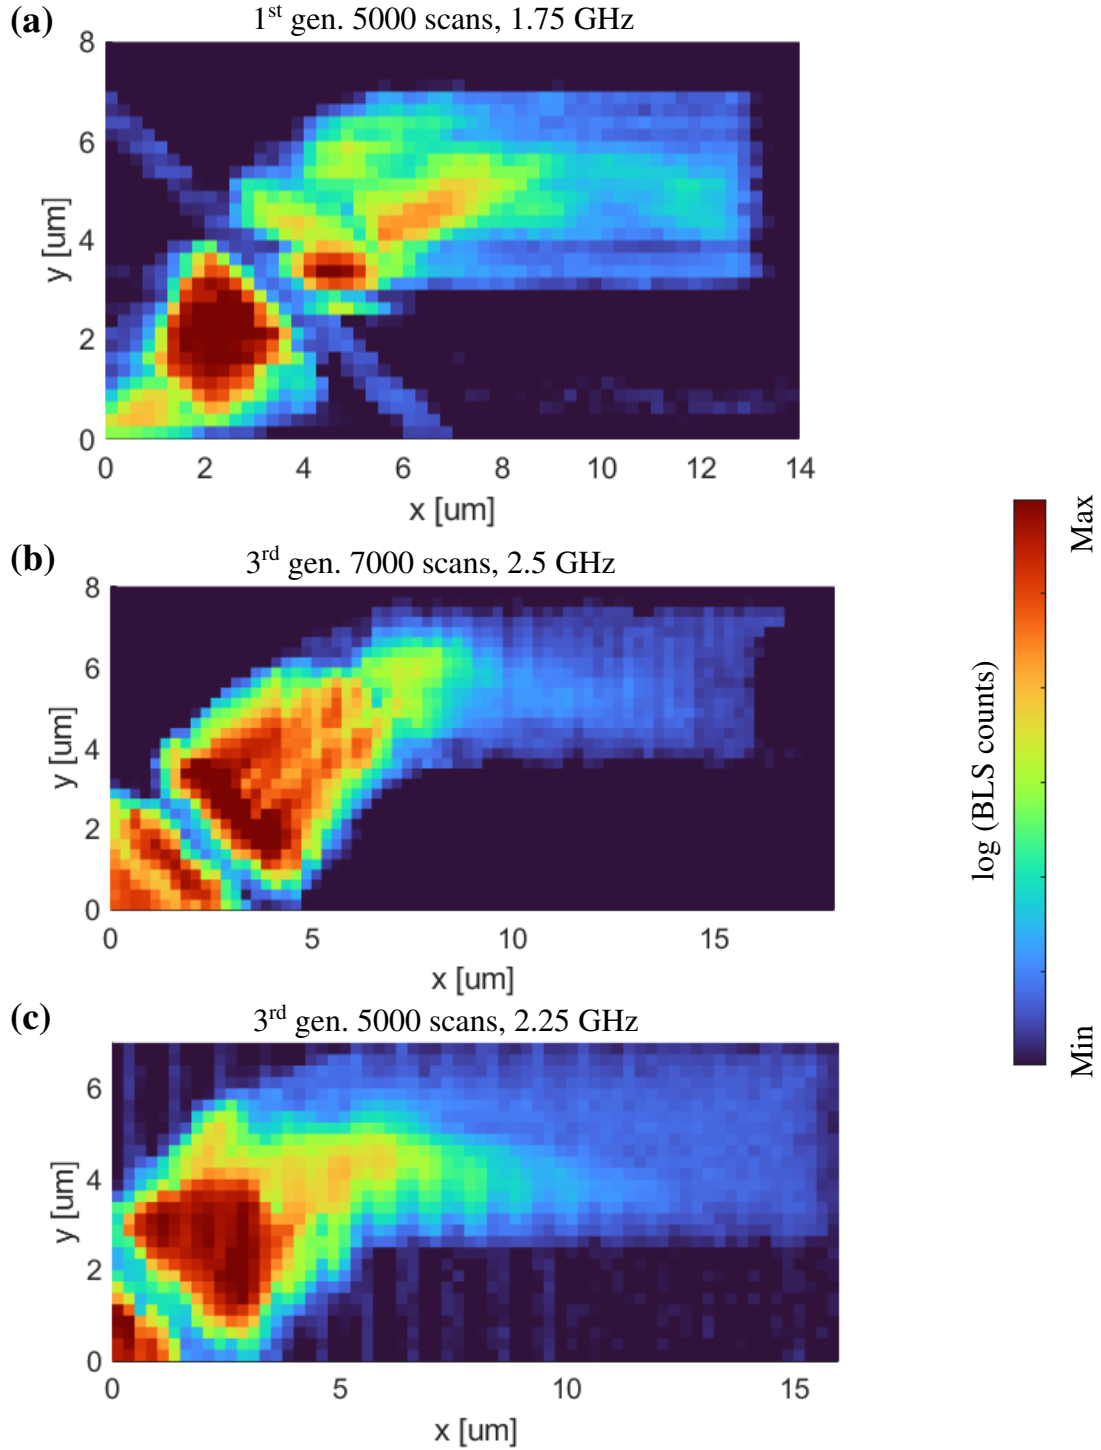 (a) 1st gen. 5000 scans, 1.75 GHz
8
6
4
2
0
y [um]
0 2 4 6 8 10 12 14
x [um]
(b) 3rd gen. 7000 scans, 2.5 GHz
8
6
4
2
0
y [um]
0 5 10 15
x [um]
(c) 3rd gen. 5000 scans, 2.25 GHz
6
4
2
0
y [um]
0 5 10 15
x [um]
Max
log (BLS counts)
Min